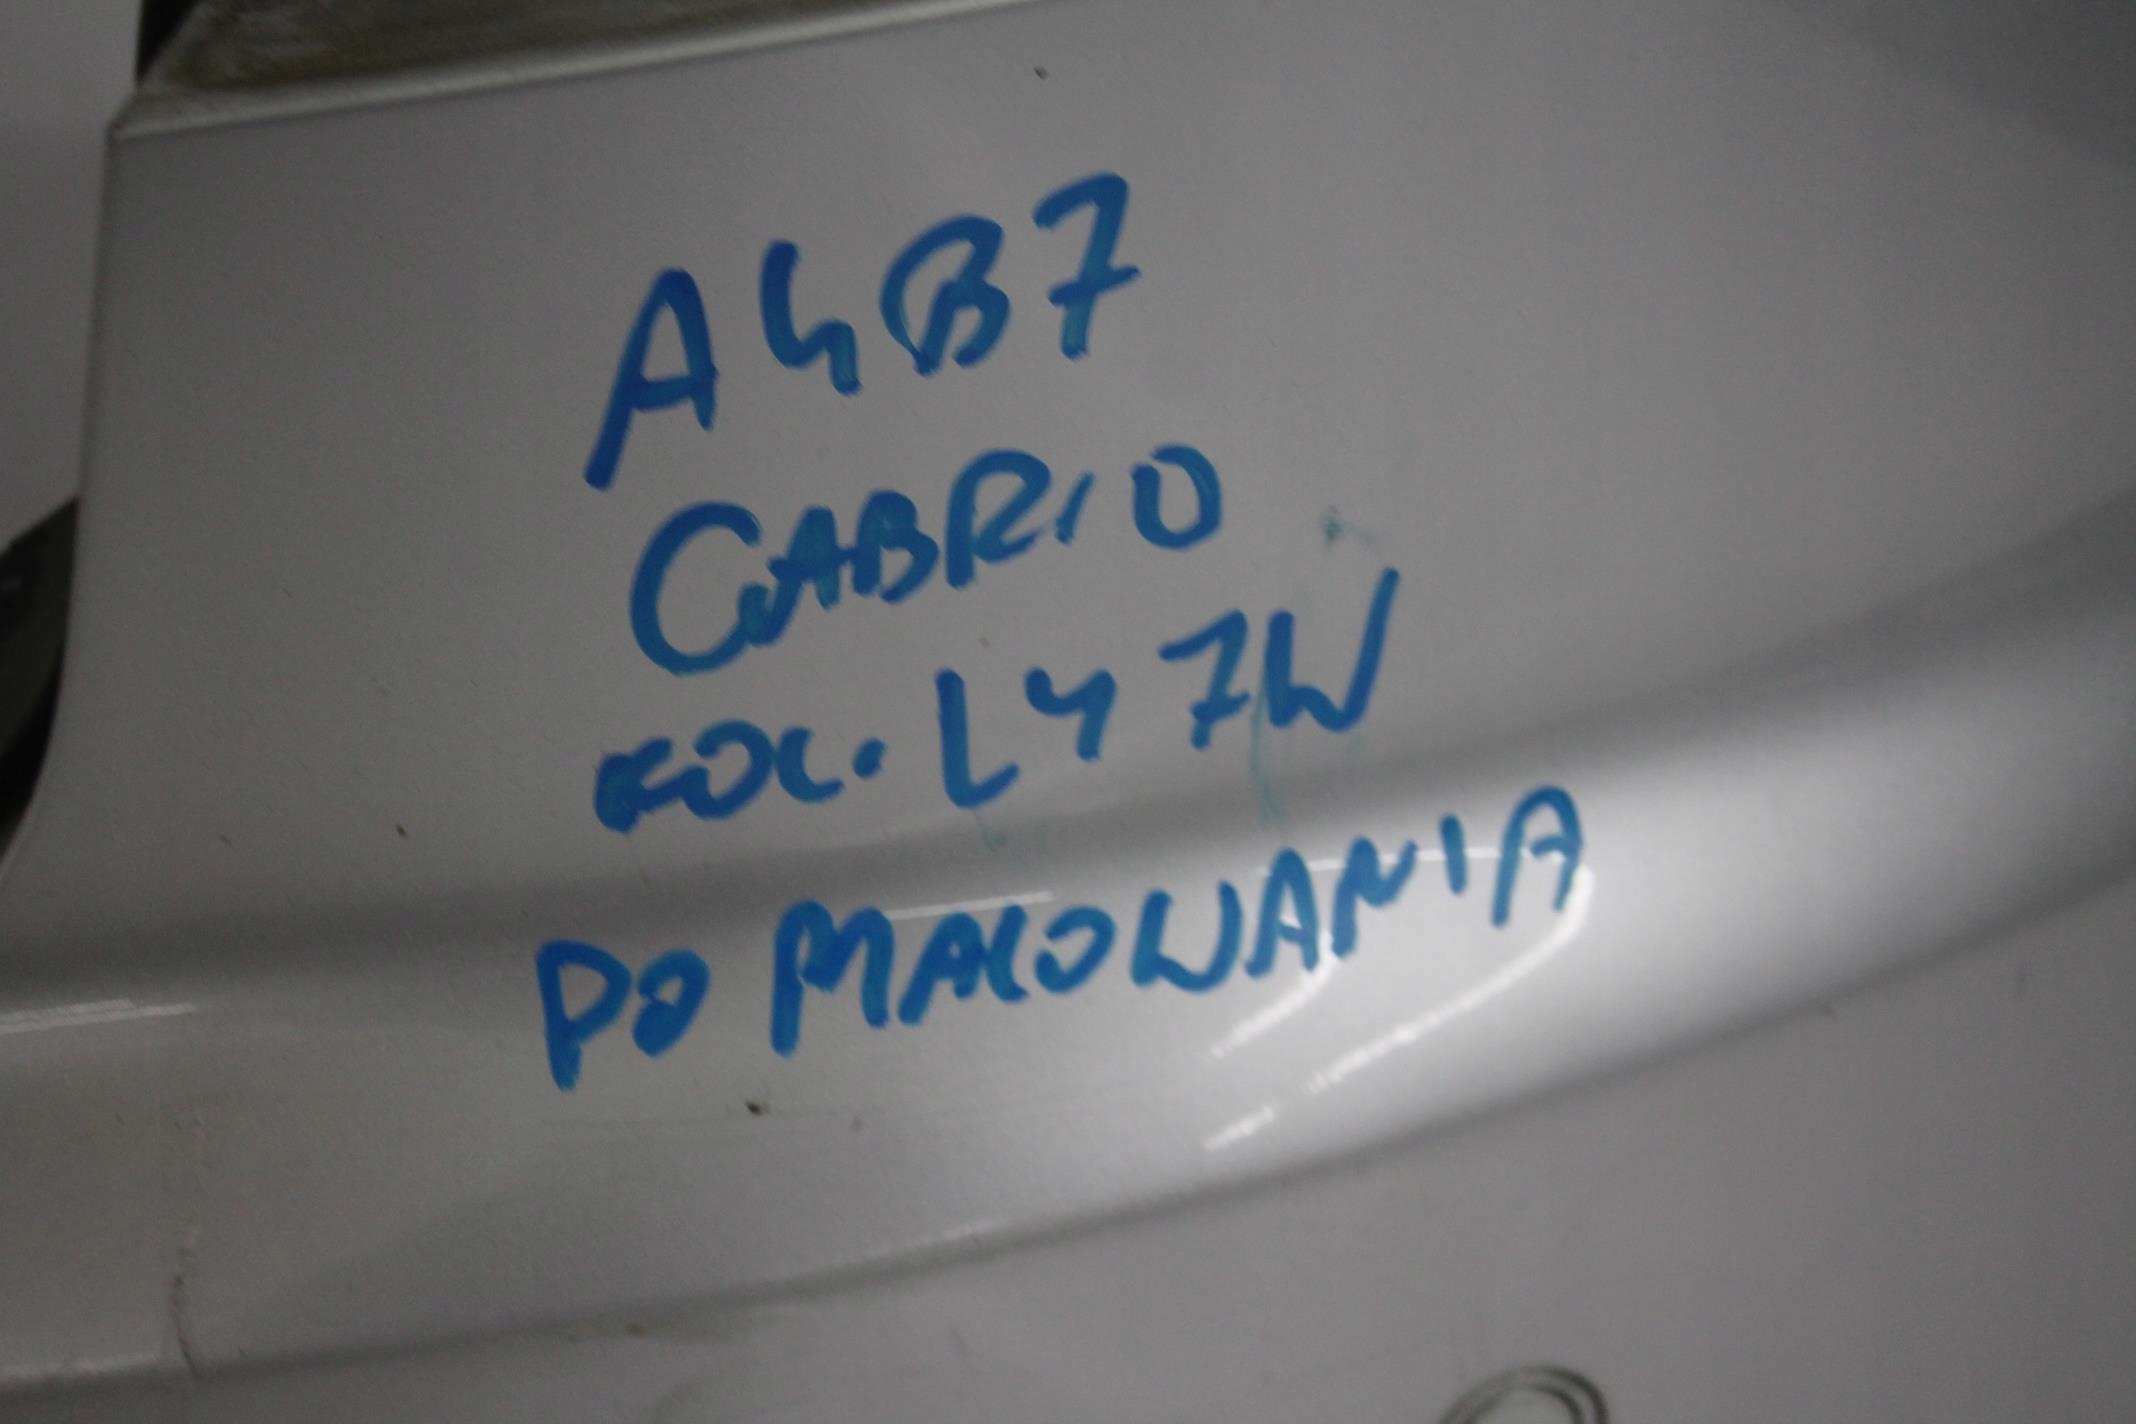 A4B7
CABRIO
KOL. LY7W
DO MALOWANIA